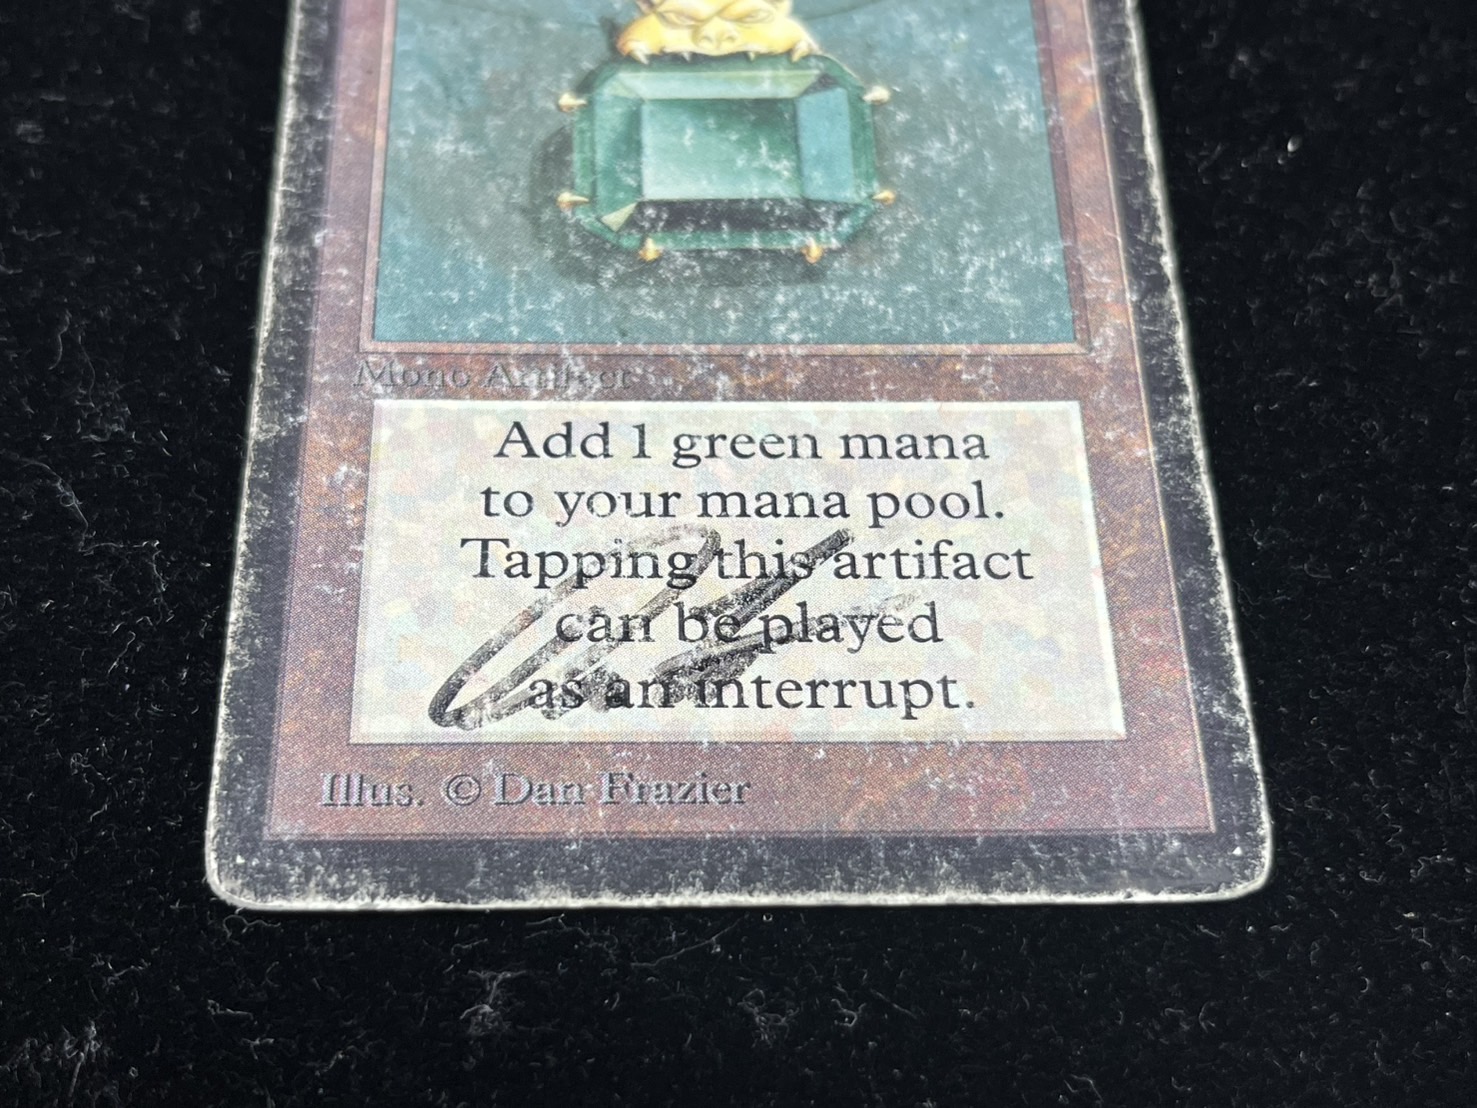 Mono Artifact
Add 1 green mana
to your mana pool.
Tapping this artifact
can be played
as an interrupt.
Illus. © Dan Frazier